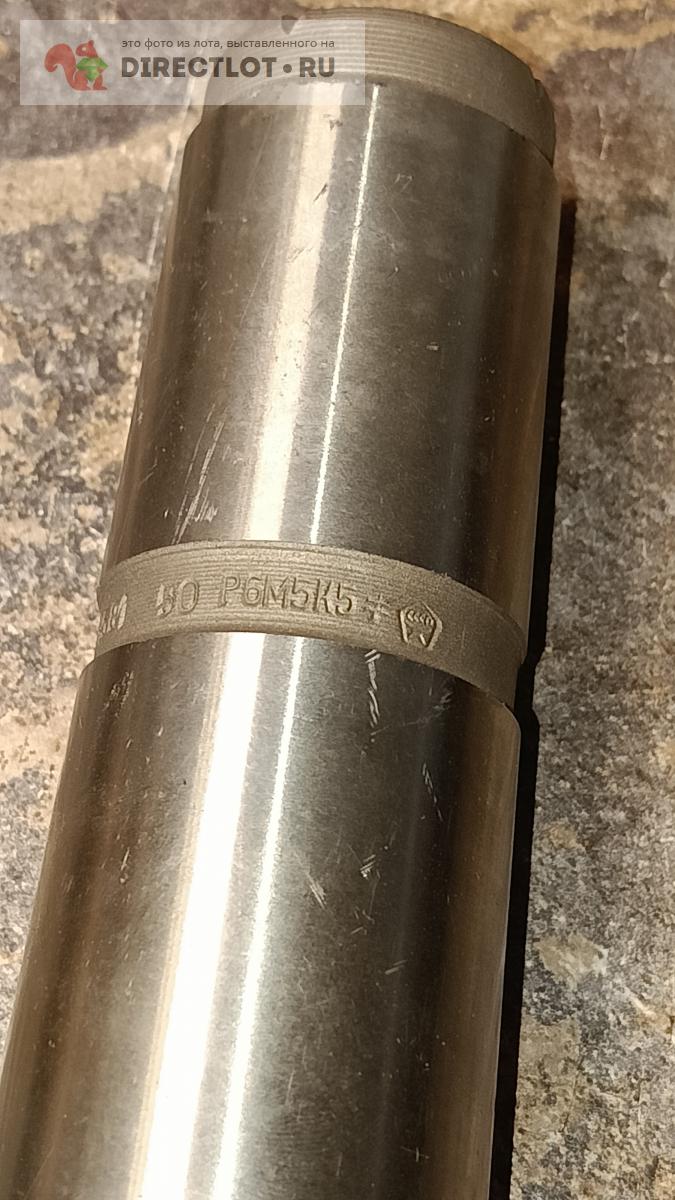 это фото из лота, выставленного на
DIRECTLOT•RU
50 Р6М5К5